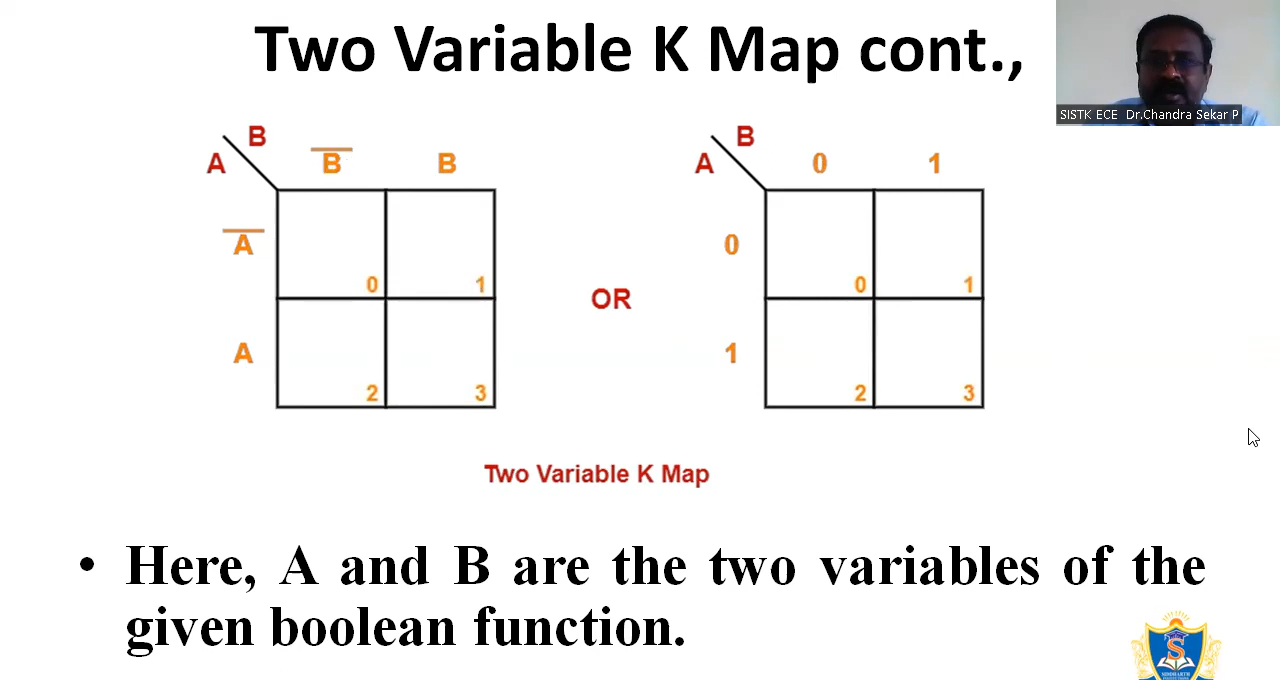 Two Variable K Map cont.,
SISTK ECE Dr.Chandra Sekar P
B
A
B
B
A
0
1
A
2
3
OR
B
A
0
1
0
0
1
1
2
3
Two Variable K Map
• Here, A and B are the two variables of the
given boolean function.
S